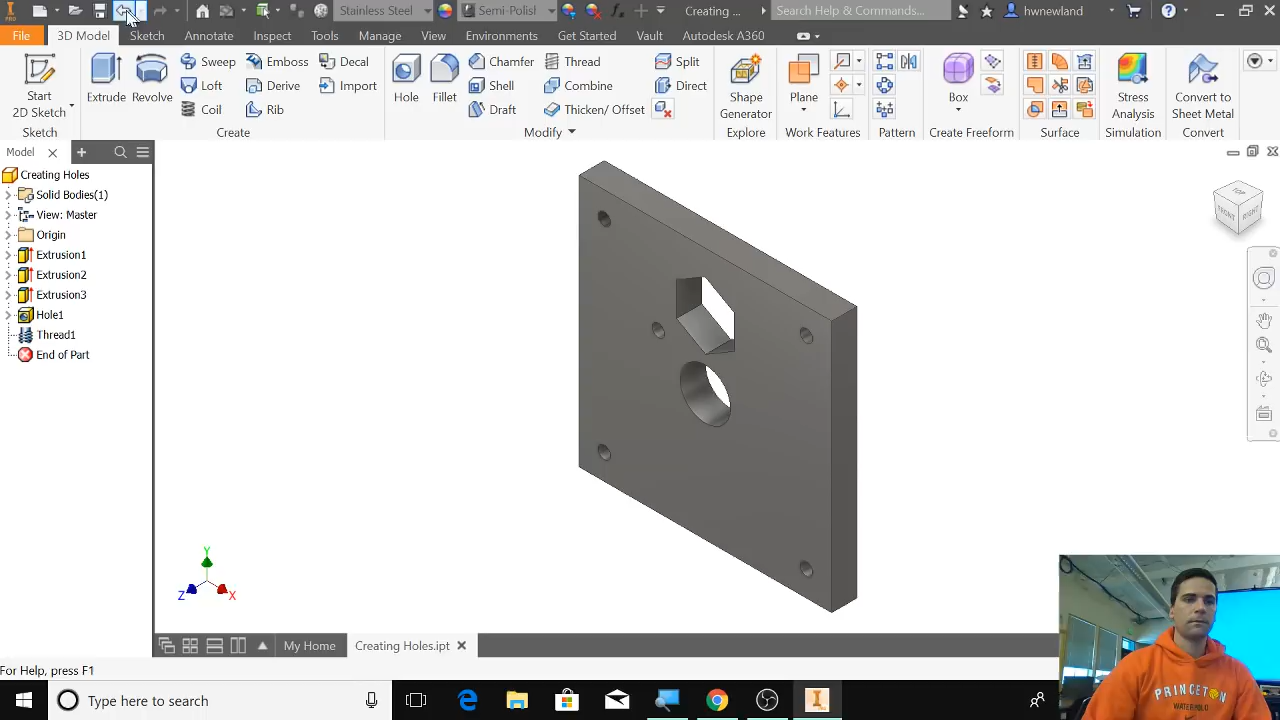 PRO
Stainless Steel
Semi-Polish
Creating ...
Search Help & Commands...
hwnewland
File
3D Model
Sketch
Annotate
Inspect
Tools
Manage
View
Environments
Get Started
Vault
Autodesk A360
Start
2D Sketch
Sketch
Extrude
Revolve
Sweep
Loft
Coil
Emboss
Derive
Rib
Decal
Import
Create
Hole
Fillet
Chamfer
Shell
Draft
Thread
Combine
Thicken/ Offset
Split
Direct
Modify
Shape
Generator
Explore
Plane
Work Features
Pattern
Box
Create Freeform
Surface
Stress
Analysis
Simulation
Convert to
Sheet Metal
Convert
Model
Creating Holes
Solid Bodies(1)
View: Master
Origin
Extrusion1
Extrusion2
Extrusion3
Hole1
Thread1
End of Part
TOP
FRONT
RIGHT
Y
Z
X
My Home
Creating Holes.ipt
For Help, press F1
Type here to search
PRINCETON